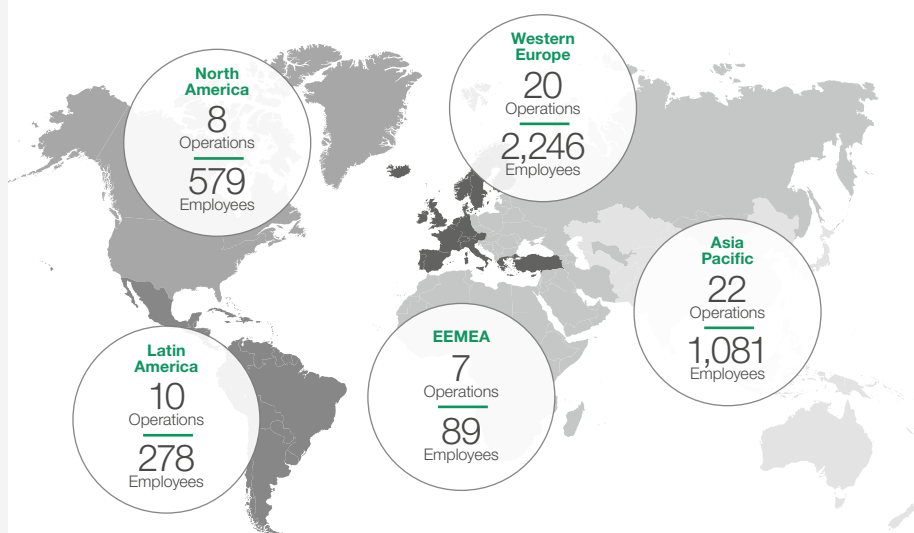 North
America
8
Operations
579
Employees
Western
Europe
20
Operations
2,246
Employees
Asia
Pacific
22
Operations
1,081
Employees
Latin
America
10
Operations
278
Employees
EEMEA
7
Operations
89
Employees